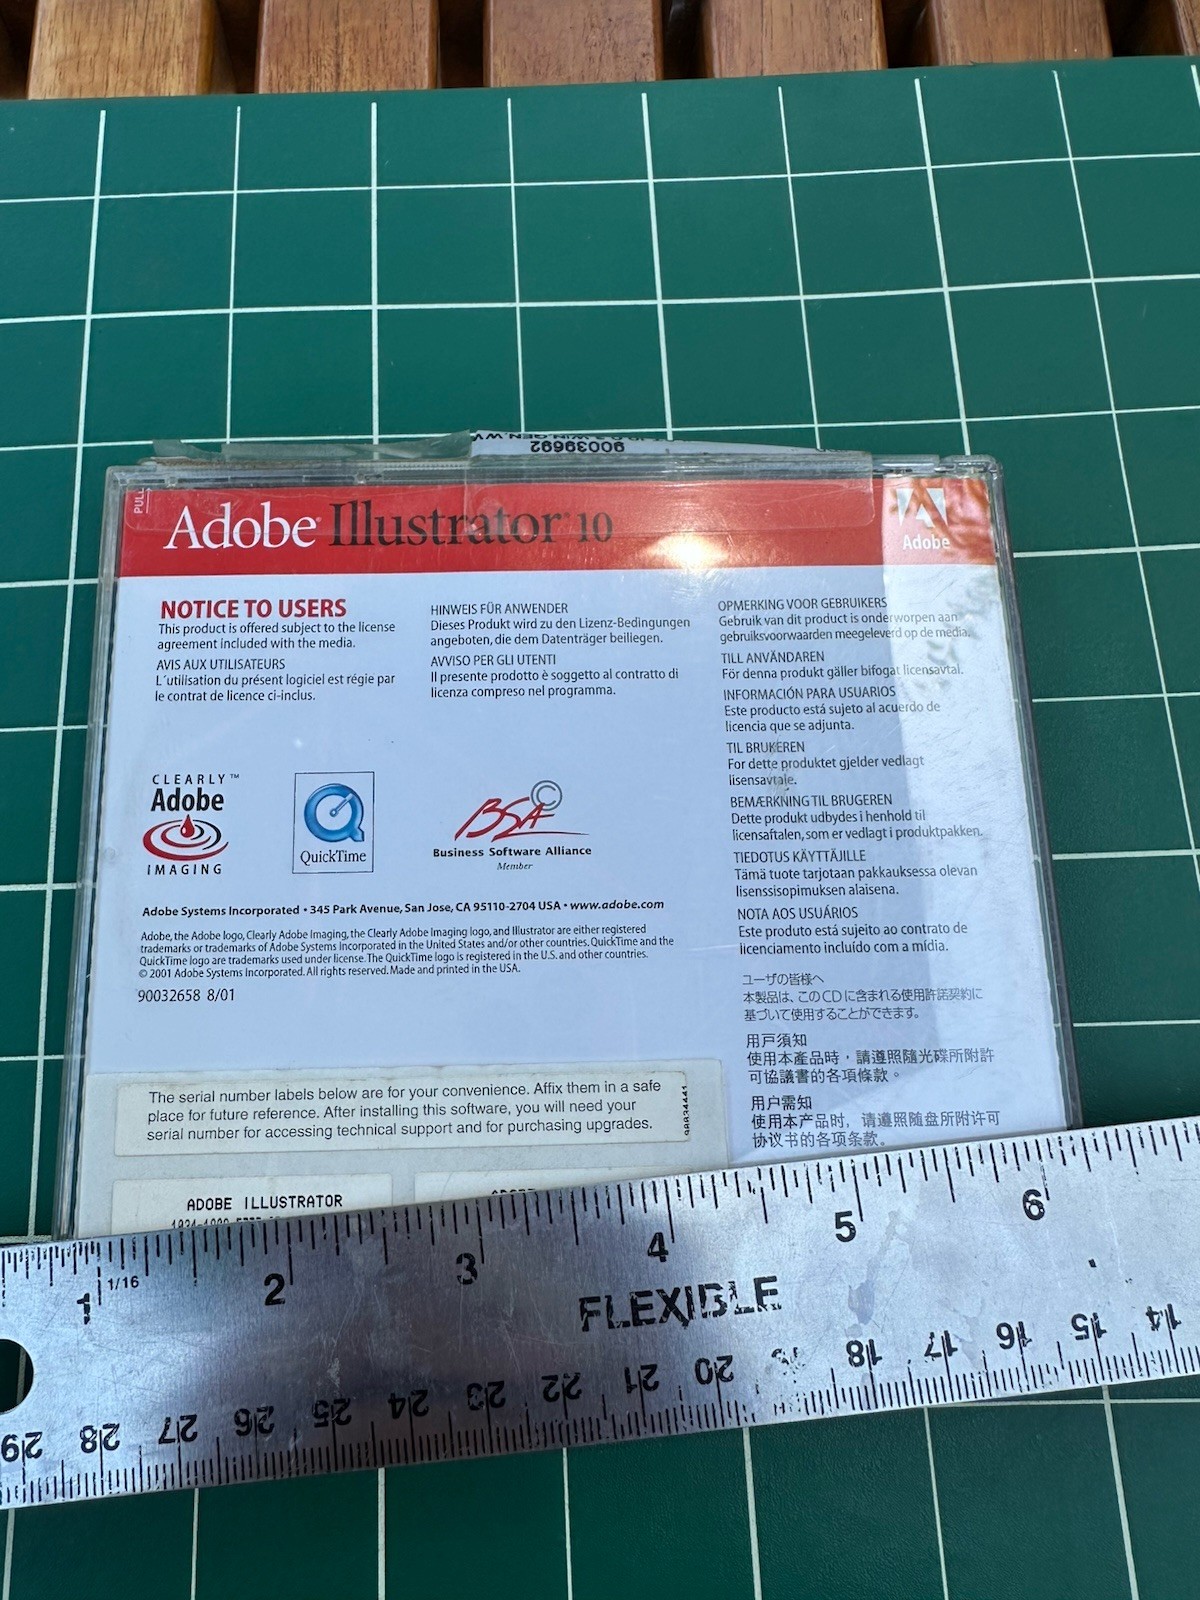 90039692
PULL
Adobe® Illustrator® 10
Adobe
NOTICE TO USERS
This product is offered subject to the license
agreement included with the media.
AVIS AUX UTILISATEURS
L´utilisation du présent logiciel est régie par
le contrat de licence ci-inclus.
HINWEIS FÜR ANWENDER
Dieses Produkt wird zu den Lizenz-Bedingungen
angeboten, die dem Datenträger beiliegen.
AVVISO PER GLI UTENTI
Il presente prodotto è soggetto al contratto di
licenza compreso nel programma.
OPMERKING VOOR GEBRUIKERS
Gebruik van dit product is onderworpen aan
gebruiksvoorwaarden meegeleverd op de media.
TILL ANVÄNDAREN
För denna produkt gäller bifogat licensavtal.
INFORMACIÓN PARA USUARIOS
Este producto está sujeto al acuerdo de
licencia que se adjunta.
TIL BRUKEREN
For dette produktet gjelder vedlagt
lisensavtale.
BEMÆRKNING TIL BRUGEREN
Dette produkt udbydes i henhold til
licensaftalen, som er vedlagt i produktpakken.
TIEDOTUS KÄYTTÄJILLE
Tämä tuote tarjotaan pakkauksessa olevan
lisenssisopimuksen alaisena.
NOTA AOS USUÁRIOS
Este produto está sujeito ao contrato de
licenciamento incluído com a mídia.
ユーザの皆様へ
本製品は、このCDに含まれる使用許諾契約に
基づいて使用することができます。
用戸須知
使用本產品時，請遵照隨光碟所附許
可協議書的各項條款。
用户需知
使用本产品时，请遵照随盘所附许可
协议书的各项条款。
CLEARLY™
Adobe
IMAGING
QuickTime
BSA ©
Business Software Alliance
Member
Adobe Systems Incorporated • 345 Park Avenue, San Jose, CA 95110-2704 USA • www.adobe.com
Adobe, the Adobe logo, Clearly Adobe Imaging, the Clearly Adobe Imaging logo, and Illustrator are either registered
trademarks or trademarks of Adobe Systems Incorporated in the United States and/or other countries. QuickTime and the
QuickTime logo are trademarks used under license. The QuickTime logo is registered in the U.S. and other countries.
© 2001 Adobe Systems Incorporated. All rights reserved. Made and printed in the USA.
90032658 8/01
The serial number labels below are for your convenience. Affix them in a safe
place for future reference. After installing this software, you will need your
serial number for accessing technical support and for purchasing upgrades.
ADOBE ILLUSTRATOR
1 1/16 2 3 4 5 6
FLEXIBLE
29 28 27 26 25 24 23 22 21 20 18 17 16 15 14